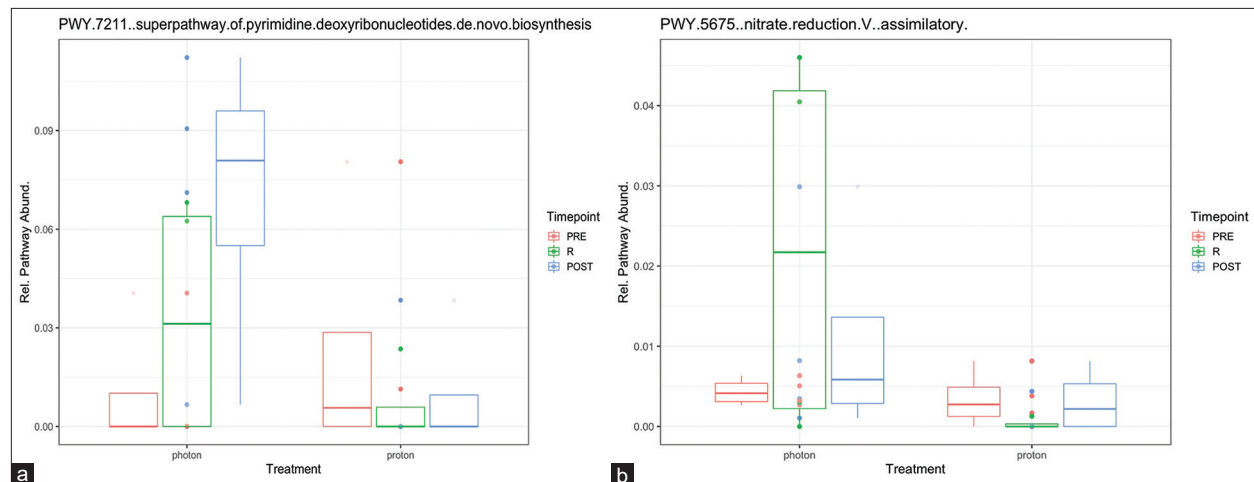 PWY.7211..superpathway.of.pyrimidine.deoxyribonucleotides.de.novo.biosynthesis
Rel. Pathway Abund.
0.09
0.06
0.03
0.00
photon
proton
Treatment
Timepoint
PRE
R
POST
a
PWY.5675..nitrate.reduction.V..assimilatory.
Rel. Pathway Abund.
0.04
0.03
0.02
0.01
0.00
photon
proton
Treatment
Timepoint
PRE
R
POST
b